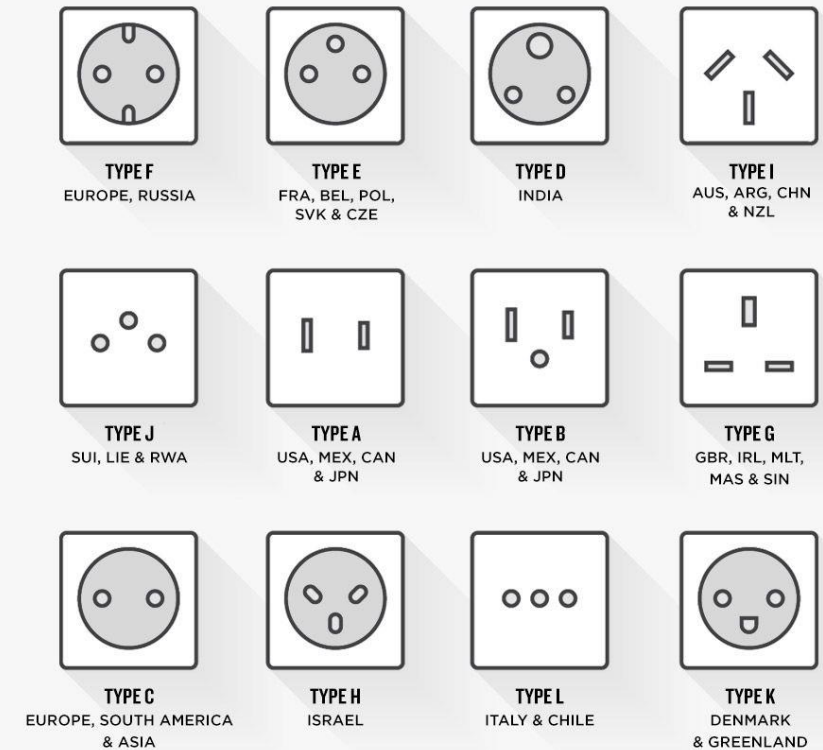 TYPE F
EUROPE, RUSSIA
TYPE E
FRA, BEL, POL,
SVK & CZE
TYPE D
INDIA
TYPE I
AUS, ARG, CHN
& NZL
TYPE J
SUI, LIE & RWA
TYPE A
USA, MEX, CAN
& JPN
TYPE B
USA, MEX, CAN
& JPN
TYPE G
GBR, IRL, MLT,
MAS & SIN
TYPE C
EUROPE, SOUTH AMERICA
& ASIA
TYPE H
ISRAEL
TYPE L
ITALY & CHILE
TYPE K
DENMARK
& GREENLAND